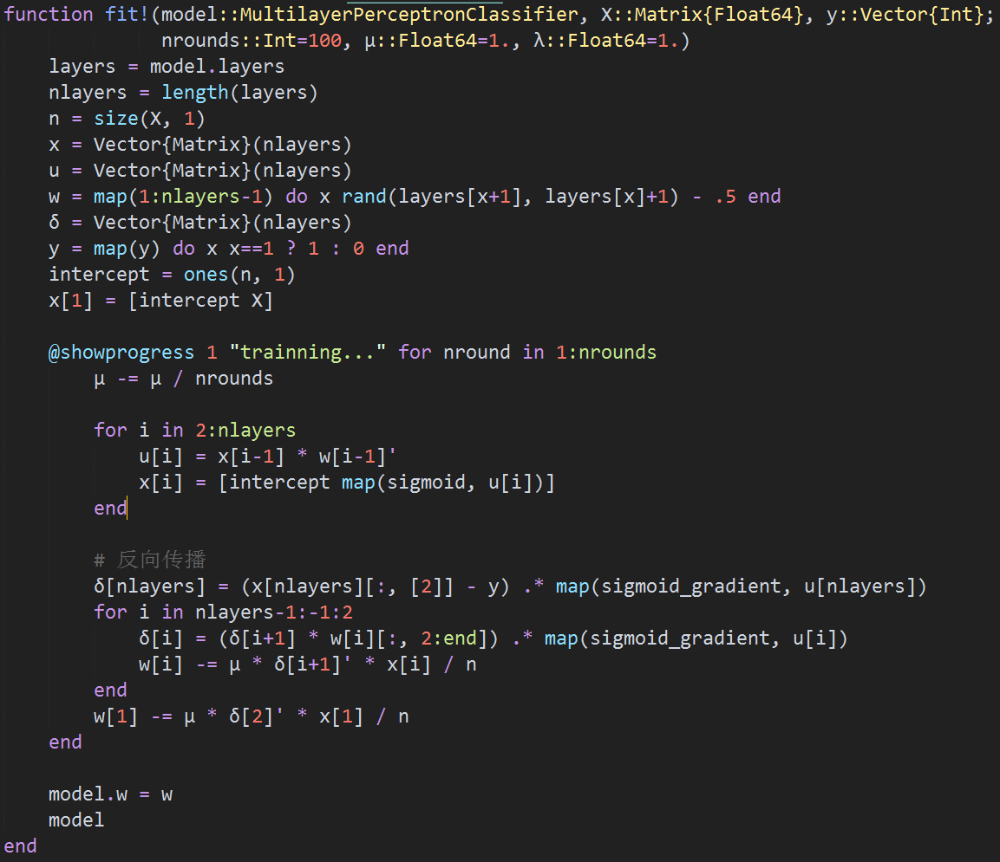 function fit!(model::MultilayerPerceptronClassifier, X::Matrix{Float64}, y::Vector{Int};
              nrounds::Int=100, μ::Float64=1., λ::Float64=1.)
    layers = model.layers
    nlayers = length(layers)
    n = size(X, 1)
    x = Vector{Matrix}(nlayers)
    u = Vector{Matrix}(nlayers)
    w = map(1:nlayers-1) do x rand(layers[x+1], layers[x]+1) - .5 end
    δ = Vector{Matrix}(nlayers)
    y = map(y) do x x==1 ? 1 : 0 end
    intercept = ones(n, 1)
    x[1] = [intercept X]
    @showprogress 1 "trainning..." for nround in 1:nrounds
        μ -= μ / nrounds
        for i in 2:nlayers
            u[i] = x[i-1] * w[i-1]'
            x[i] = [intercept map(sigmoid, u[i])]
        end
        # 反向传播
        δ[nlayers] = (x[nlayers][:, [2]] - y) .* map(sigmoid_gradient, u[nlayers])
        for i in nlayers-1:-1:2
            δ[i] = (δ[i+1] * w[i][:, 2:end]) .* map(sigmoid_gradient, u[i])
            w[i] -= μ * δ[i+1]' * x[i] / n
        end
        w[1] -= μ * δ[2]' * x[1] / n
    end
    model.w = w
    model
end